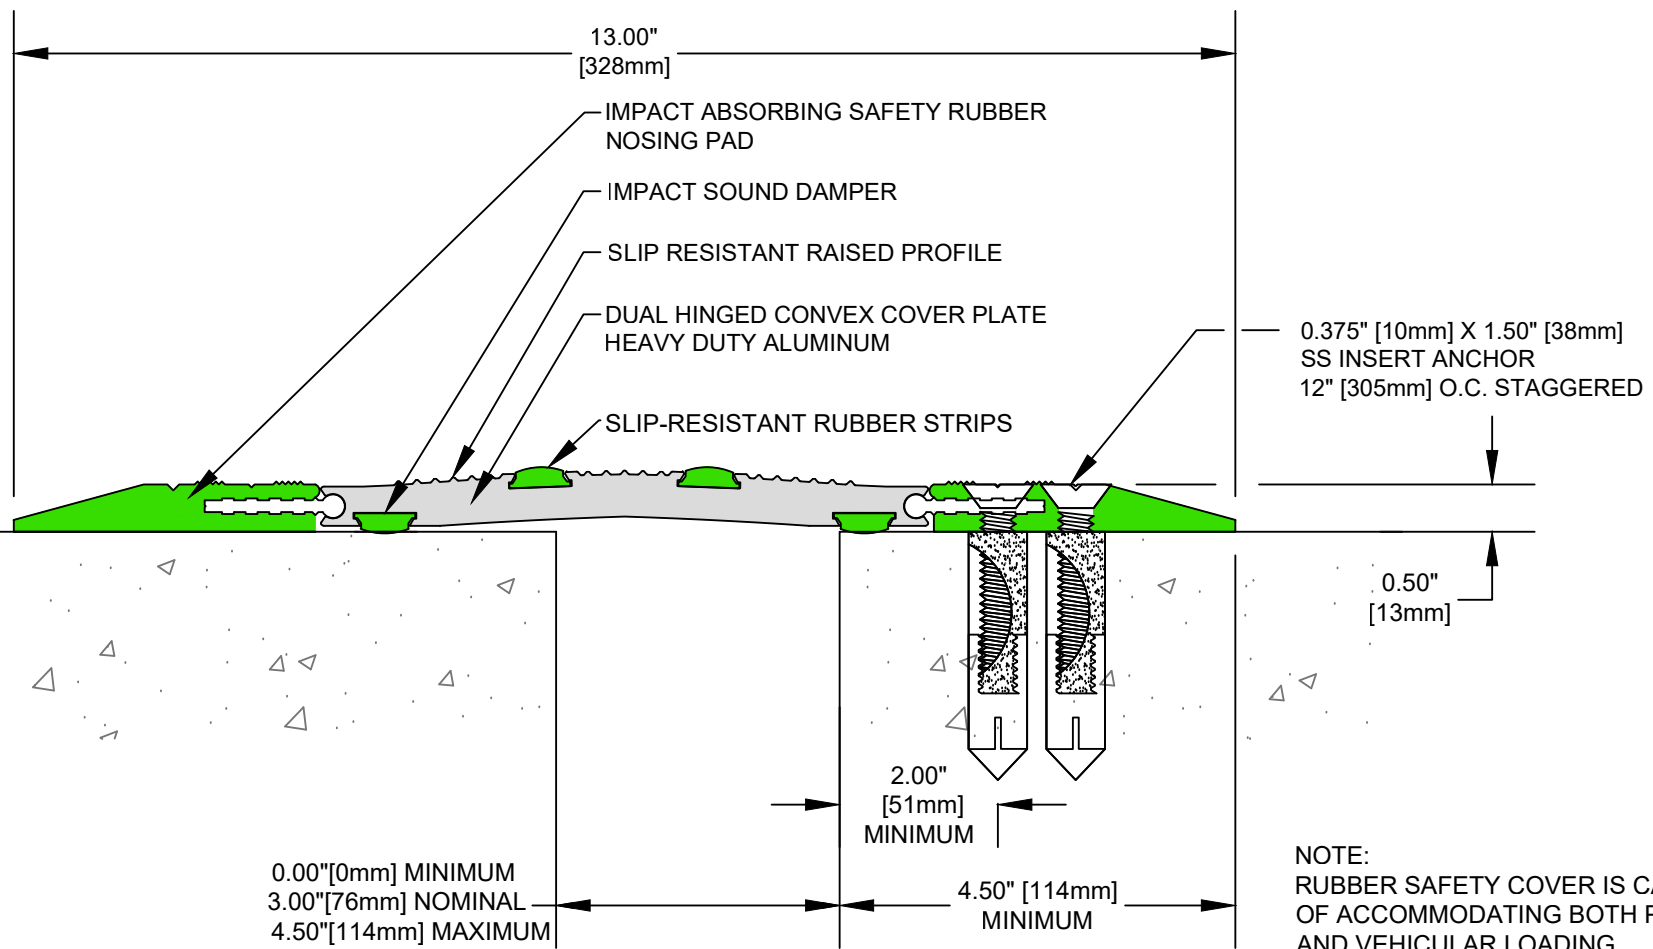 13.00"
[328mm]
IMPACT ABSORBING SAFETY RUBBER
NOSING PAD
IMPACT SOUND DAMPER
SLIP RESISTANT RAISED PROFILE
DUAL HINGED CONVEX COVER PLATE
HEAVY DUTY ALUMINUM
SLIP-RESISTANT RUBBER STRIPS
0.375" [10mm] X 1.50" [38mm]
SS INSERT ANCHOR
12" [305mm] O.C. STAGGERED
0.50"
[13mm]
2.00"
[51mm]
MINIMUM
0.00"[0mm] MINIMUM
3.00"[76mm] NOMINAL
4.50"[114mm] MAXIMUM
4.50" [114mm]
MINIMUM
NOTE:
RUBBER SAFETY COVER IS
OF ACCOMMODATING BOTH
AND VEHICULAR LOADING